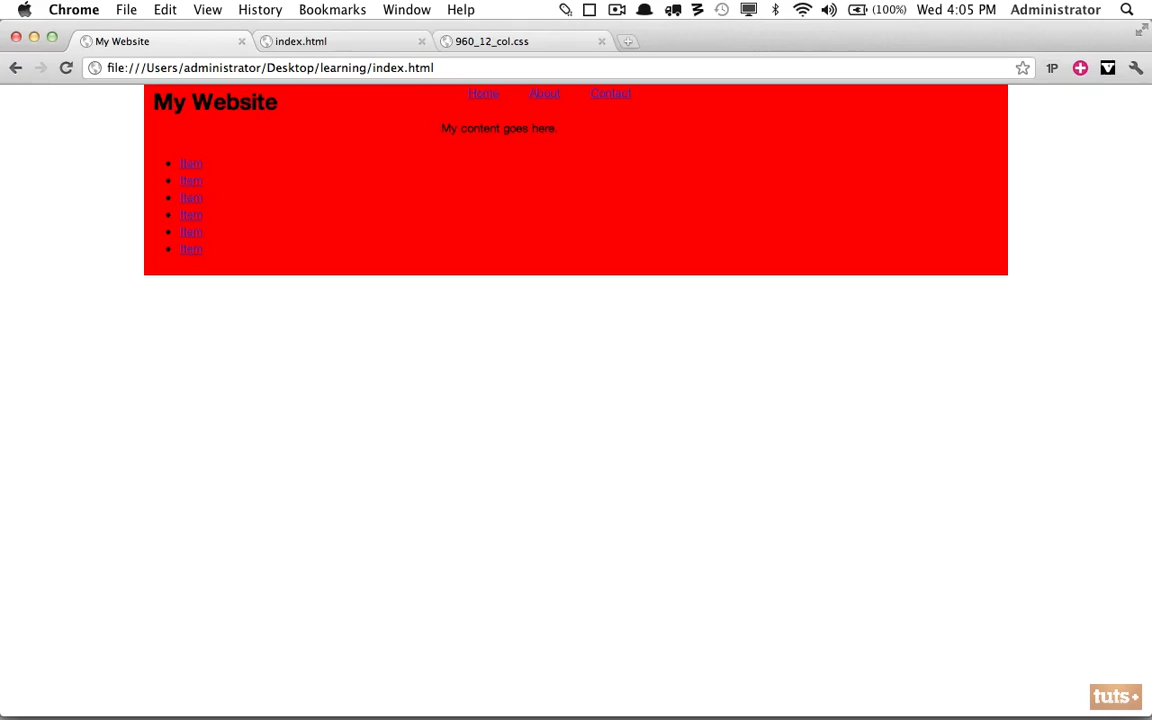 Chrome File Edit View History Bookmarks Window Help (100%) Wed 4:05 PM Administrator
My Website index.html 960_12_col.css
file:///Users/administrator/Desktop/learning/index.html 1P
My Website Home About Contact
My content goes here.
Item
Item
Item
Item
Item
Item
tuts+